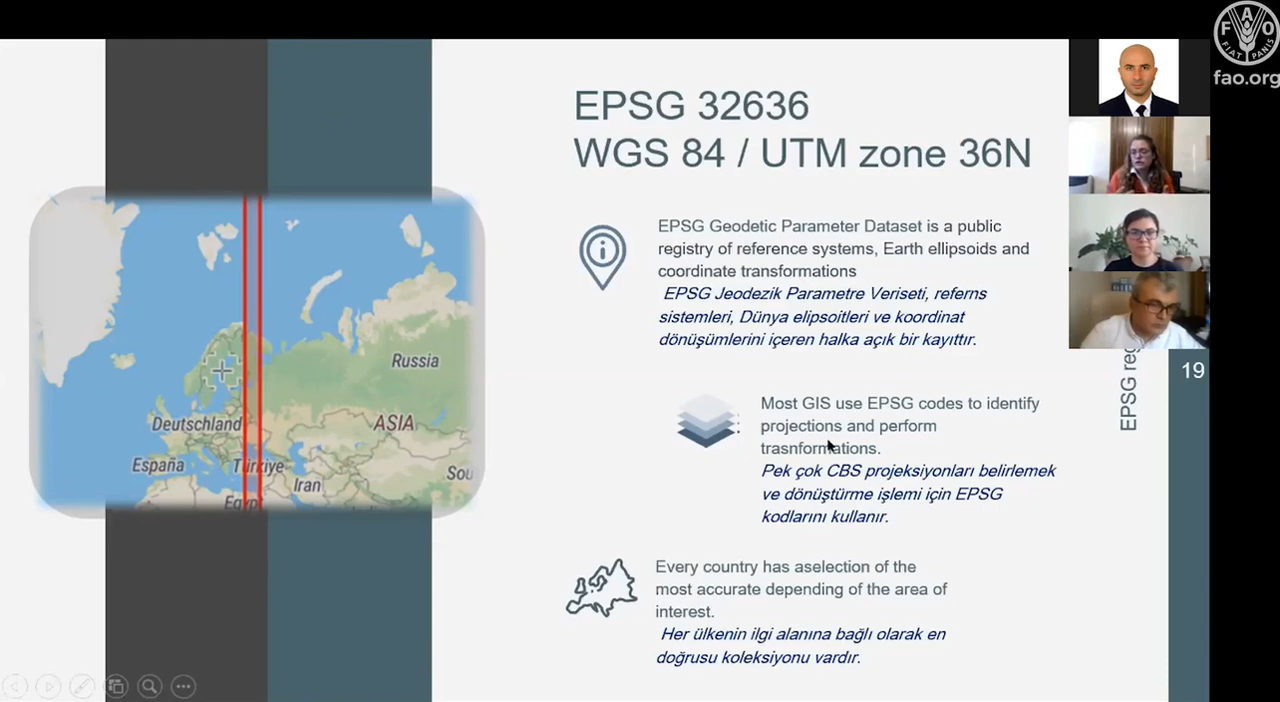 EPSG 32636
WGS 84 / UTM zone 36N
EPSG Geodetic Parameter Dataset is a public
registry of reference systems, Earth ellipsoids and
coordinate transformations
EPSG Jeodezik Parametre Veriseti, referns
sistemleri, Dünya elipsoitleri ve koordinat
dönüşümlerini içeren halka açık bir kayıttır.
Most GIS use EPSG codes to identify
projections and perform
trasnformations.
Pek çok CBS projeksiyonları belirlemek
ve dönüştürme işlemi için EPSG
kodlarını kullanır.
Every country has aselection of the
most accurate depending of the area of
interest.
Her ülkenin ilgi alanına bağlı olarak en
doğrusu koleksiyonu vardır.
Russia
Deutschland
ASIA
España
Türkiye
Iran
Egypt
Sou
EPSG reg
19
FAO
FIAT PANIS
fao.org